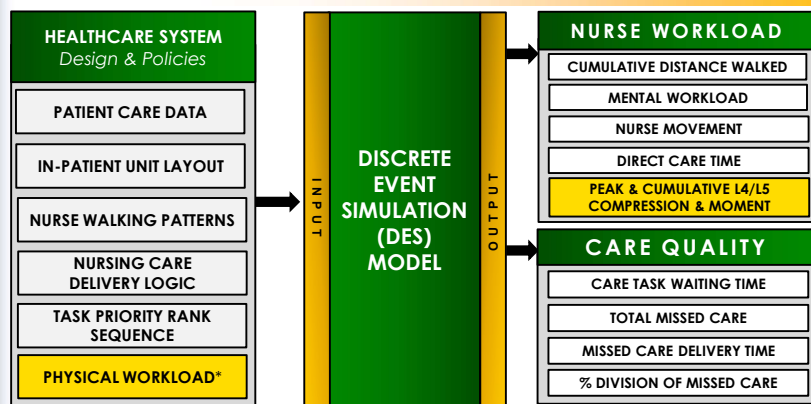 HEALTHCARE SYSTEM
Design & Policies
PATIENT CARE DATA
IN-PATIENT UNIT LAYOUT
NURSE WALKING PATTERNS
NURSING CARE
DELIVERY LOGIC
TASK PRIORITY RANK
SEQUENCE
PHYSICAL WORKLOAD*
INPUT
DISCRETE
EVENT
SIMULATION
(DES)
MODEL
OUTPUT
NURSE WORKLOAD
CUMULATIVE DISTANCE WALKED
MENTAL WORKLOAD
NURSE MOVEMENT
DIRECT CARE TIME
PEAK & CUMULATIVE L4/L5
COMPRESSION & MOMENT
CARE QUALITY
CARE TASK WAITING TIME
TOTAL MISSED CARE
MISSED CARE DELIVERY TIME
% DIVISION OF MISSED CARE